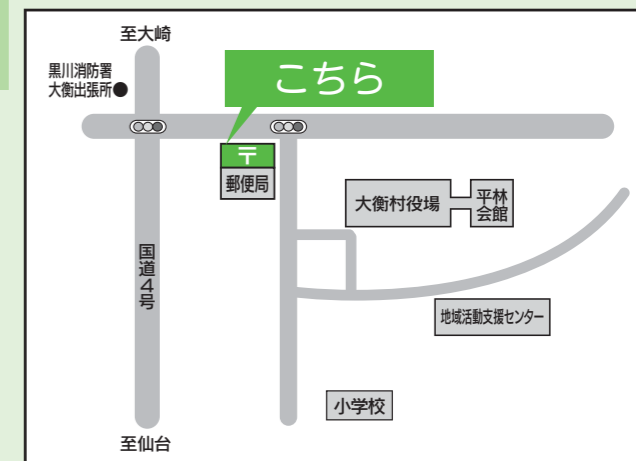 至大崎
黒川消防署
大衡出張所●
こちら
〒
郵便局
大衡村役場
平林
会館
国道4号
地域活動支援センター
小学校
至仙台